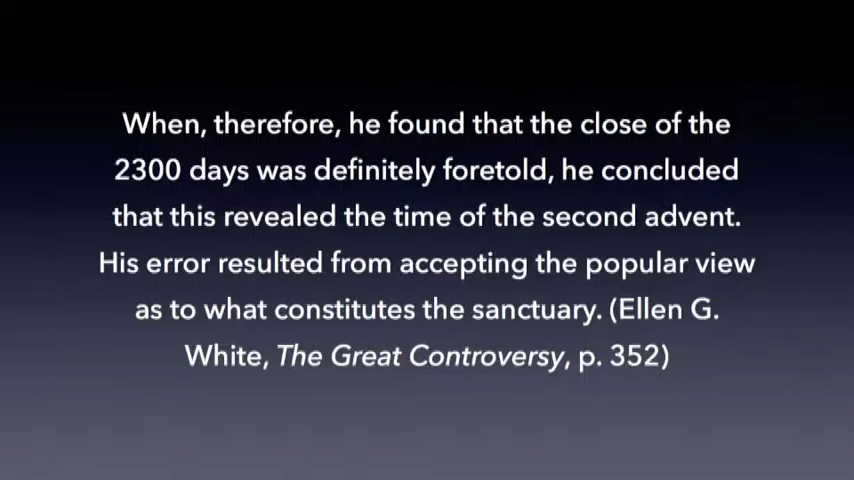 When, therefore, he found that the close of the
2300 days was definitely foretold, he concluded
that this revealed the time of the second advent.
His error resulted from accepting the popular view
as to what constitutes the sanctuary. (Ellen G.
White, The Great Controversy, p. 352)